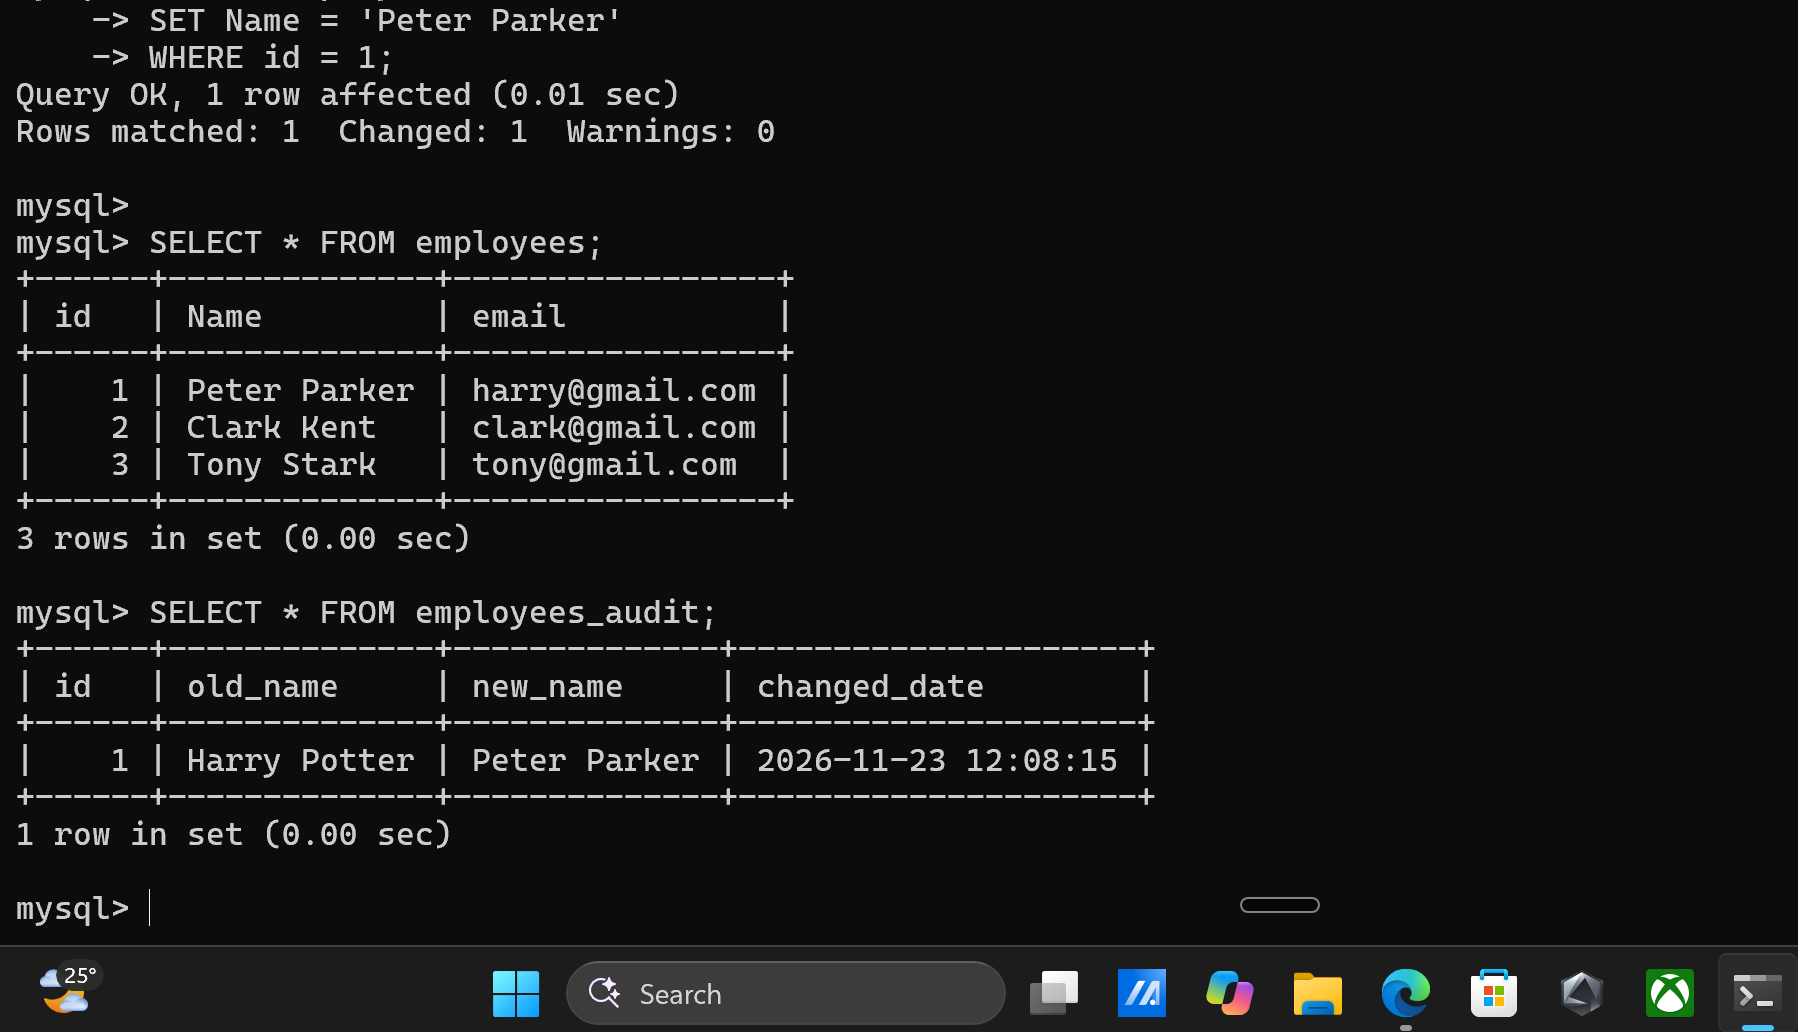 -> SET Name = 'Peter Parker'
    -> WHERE id = 1;
Query OK, 1 row affected (0.01 sec)
Rows matched: 1  Changed: 1  Warnings: 0

mysql>
mysql> SELECT * FROM employees;
+------+--------------+-----------------+
| id   | Name         | email           |
+------+--------------+-----------------+
|    1 | Peter Parker | harry@gmail.com |
|    2 | Clark Kent   | clark@gmail.com |
|    3 | Tony Stark   | tony@gmail.com  |
+------+--------------+-----------------+
3 rows in set (0.00 sec)

mysql> SELECT * FROM employees_audit;
+------+--------------+--------------+---------------------+
| id   | old_name     | new_name     | changed_date        |
+------+--------------+--------------+---------------------+
|    1 | Harry Potter | Peter Parker | 2026-11-23 12:08:15 |
+------+--------------+--------------+---------------------+
1 row in set (0.00 sec)

mysql>
25°
Search